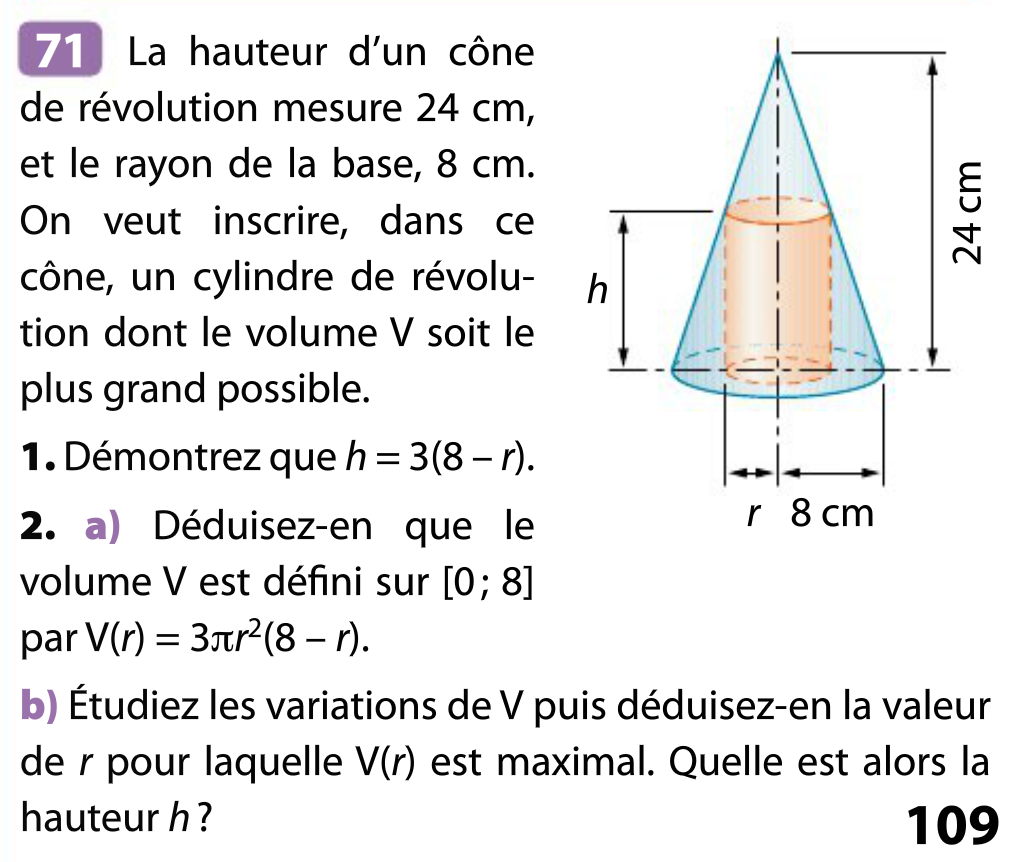 71 La hauteur d'un cône
de révolution mesure 24 cm,
et le rayon de la base, 8 cm.
On veut inscrire, dans ce
cône, un cylindre de révolu-
tion dont le volume V soit le
plus grand possible.
1. Démontrez que h = 3(8 – r).
2. a) Déduisez-en que le
volume V est défini sur [0 ; 8]
par V(r) = 3πr²(8 – r).
b) Étudiez les variations de V puis déduisez-en la valeur
de r pour laquelle V(r) est maximal. Quelle est alors la
hauteur h ?
h
24 cm
r 8 cm
109